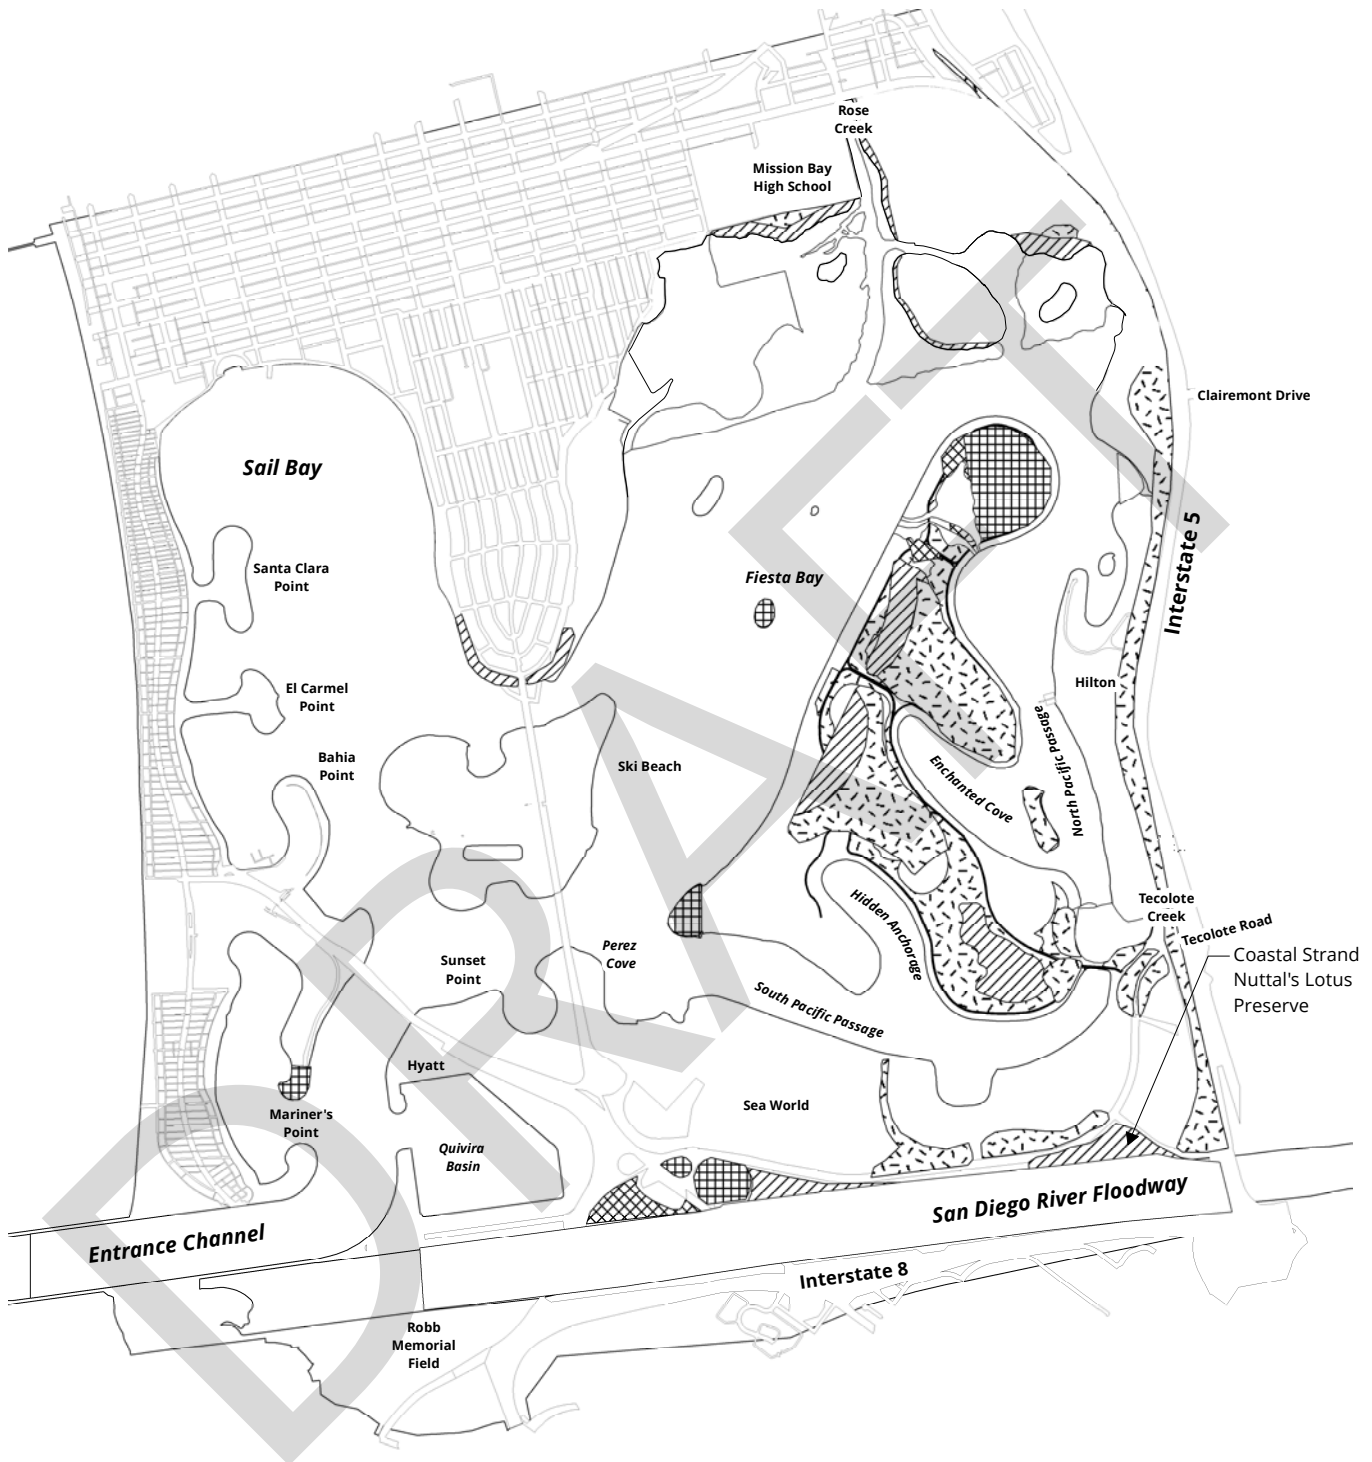 Rose
Creek
Mission Bay
High School
Clairemont Drive
Sail Bay
Interstate 5
Santa Clara
Point
Fiesta Bay
El Carmel
Point
Hilton
North Pacific Passage
Bahia
Point
Ski Beach
Enchanted Cove
Tecolote
Creek
Tecolote Road
Hidden Anchorage
Perez
Cove
Sunset
Point
Coastal Strand
Nuttal's Lotus
Preserve
South Pacific Passage
Hyatt
Sea World
Mariner's
Point
Quivira
Basin
San Diego River Floodway
Entrance Channel
Interstate 8
Robb
Memorial
Field
DRAFT